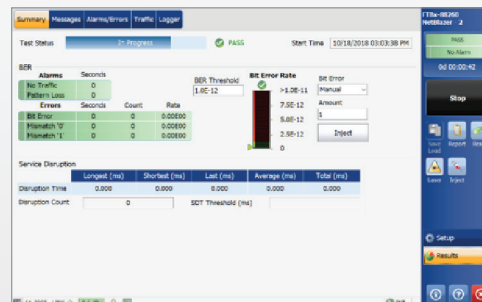 Summary Messages Alarms/Errors Traffic Logger
FTBx-88260
NetBlazer 2
Test Status In Progress PASS Start Time 10/18/2018 03:03:38 PM
PASS
No Alarm
0d 00:00:42
BER
Alarms Seconds
No Traffic 0
Pattern Loss 0
Errors Seconds Count Rate
Bit Error 0 0 0.00E00
Mismatch '0' 0 0 0.00E00
Mismatch '1' 0 0 0.00E00
BER Threshold
1.0E-12
Bit Error Rate
>1.0E-11
7.5E-12
5.0E-12
2.5E-12
0
Bit Error
Manual
Amount
1
Inject
Stop
Save
Load
Report
Laser Inject
Service Disruption
Longest (ms) Shortest (ms) Last (ms) Average (ms) Total (ms)
Disruption Time 0.000 0.000 0.000 0.000 0.000
Disruption Count 0 SDT Threshold (ms)
Setup
Results